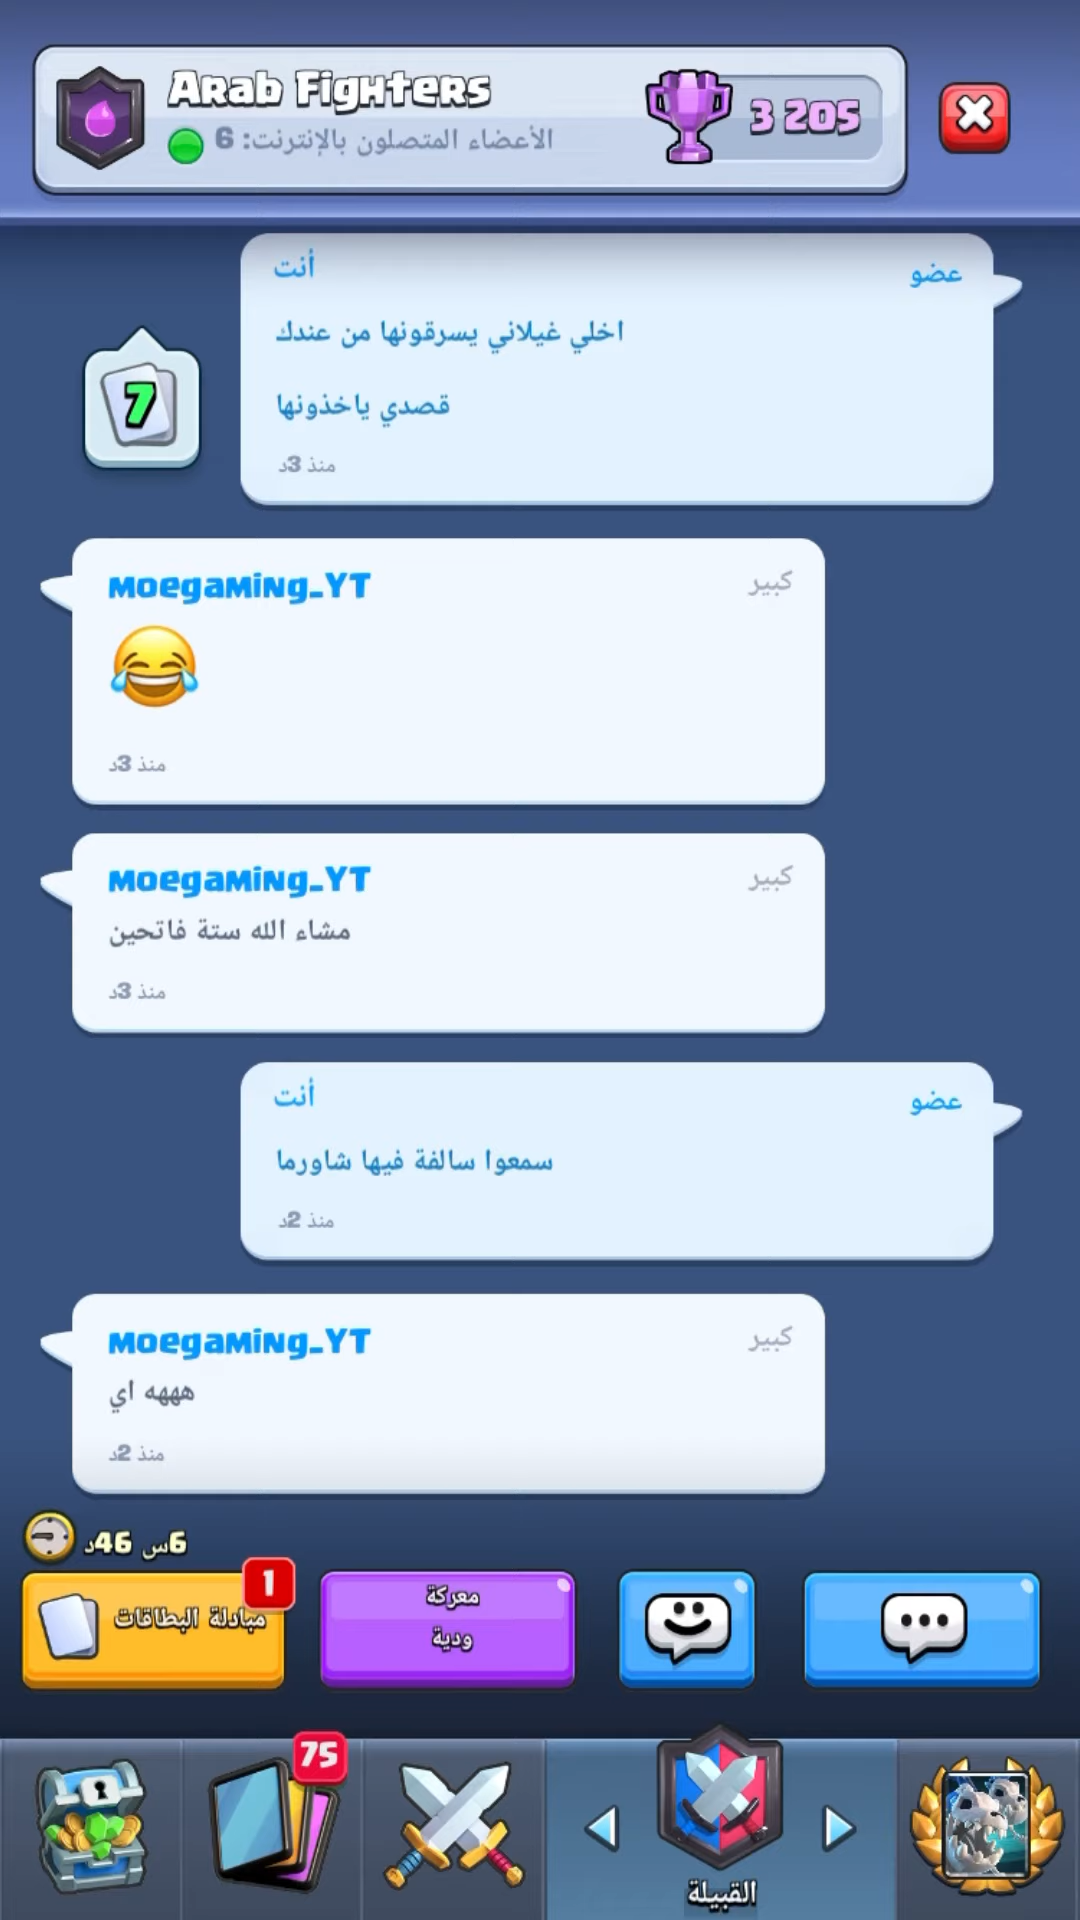 Arab Fighters
الأعضاء المتصلون بالإنترنت: 6
3 205
أنت
عضو
اخلي غيلاني يسرقونها من عندك
قصدي ياخذونها
منذ 3د
7
moegaming_YT
كبير
😂
منذ 3د
moegaming_YT
كبير
مشاء الله ستة فاتحين
منذ 3د
أنت
عضو
سمعوا سالفة فيها شاورما
منذ 2د
moegaming_YT
كبير
هههه اي
منذ 2د
6س 46د
1
مبادلة البطاقات
معركة
ودية
75
القبيلة